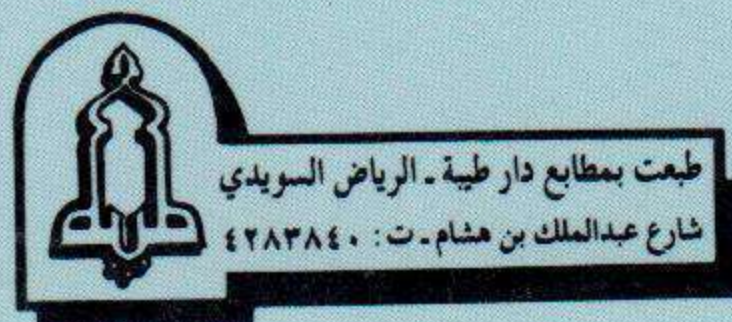 طبعت بمطابع دار طيبة ـ الرياض السويدي
شارع عبدالملك بن هشام ـ ت : ٤٢٨٣٨٤٠